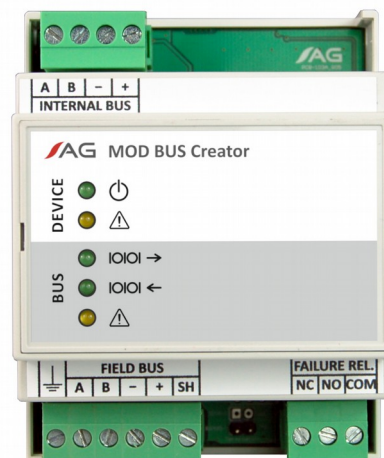 AG
A B − +
INTERNAL BUS
AG MOD BUS Creator
DEVICE
BUS
IOIOI →
IOIOI ←
FIELD BUS
A B − + SH
FAILURE REL.
NC NO COM